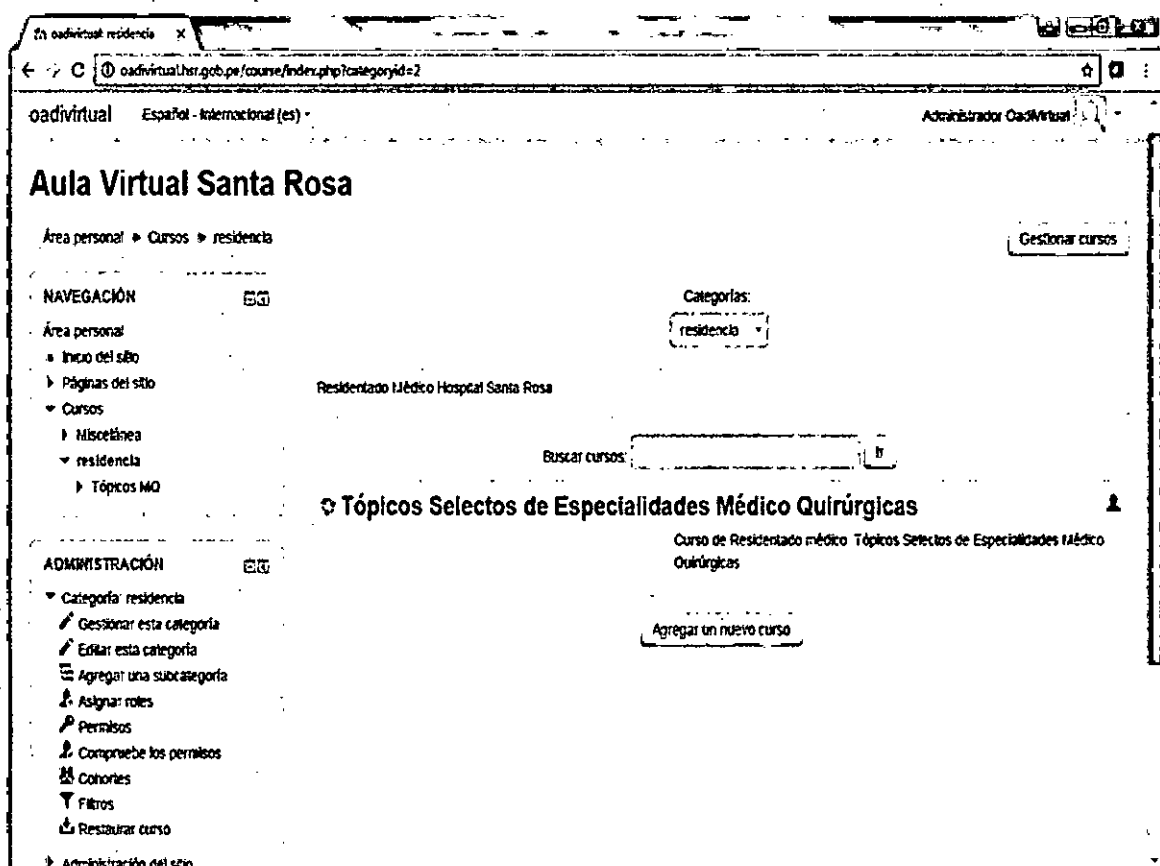 oadivirtual: residencia
oadivirtual.hsr.gob.pe/course/index.php?categoryid=2
oadivirtual Español - Internacional (es)
Administrador OadiVirtual
Aula Virtual Santa Rosa
Área personal Cursos residencia
Gestionar cursos
NAVEGACIÓN
Área personal
Inicio del sitio
Páginas del sitio
Cursos
Miscelánea
residencia
Tópicos MQ
Categorías:
residencia
Residentado Médico Hospital Santa Rosa
Buscar cursos: Ir
Tópicos Selectos de Especialidades Médico Quirúrgicas
Curso de Residentado médico Tópicos Selectos de Especialidades Médico
Quirúrgicas
Agregar un nuevo curso
ADMINISTRACIÓN
Categoría: residencia
Gestionar esta categoría
Editar esta categoría
Agregar una subcategoría
Asignar roles
Permisos
Compruebe los permisos
Cohortes
Filtros
Restaurar curso
Administración del sitio